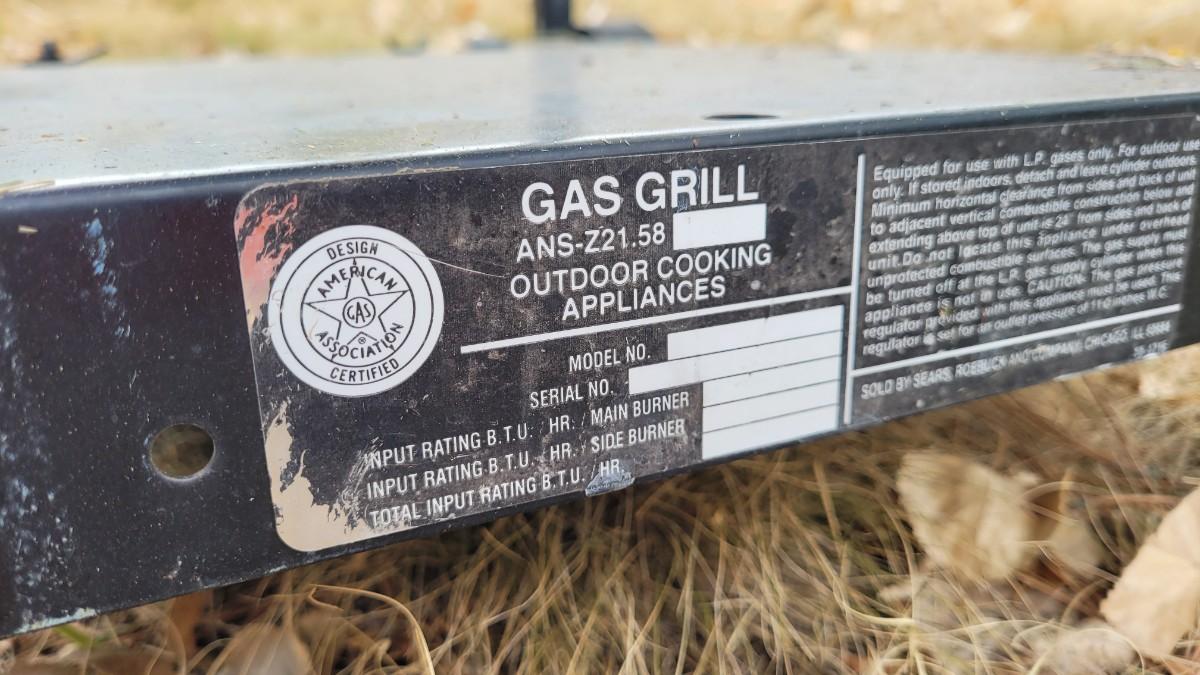 DESIGN
AMERICAN
GAS
®
ASSOCIATION
CERTIFIED
GAS GRILL
ANS-Z21.58
OUTDOOR COOKING
APPLIANCES
MODEL NO.
SERIAL NO.
INPUT RATING B.T.U. HR. / MAIN BURNER
INPUT RATING B.T.U. HR. / SIDE BURNER
TOTAL INPUT RATING B.T.U. / HR.
Equipped for use with L.P. gases only. For outdoor use
only. If stored indoors, detach and leave cylinder outdoors.
Minimum horizontal clearance from sides and back of unit
to adjacent vertical combustible construction below and
extending above top of unit is 24" from sides and back of
unit. Do not locate this appliance under overhead
unprotected combustible surfaces. The gas supply must
be turned off at the L.P. gas supply cylinder when this
appliance is not in use. CAUTION: The gas pressure
regulator provided with this appliance must be used. This
regulator is set for an outlet pressure of 11.0 inches W.C.
SOLD BY SEARS, ROEBUCK AND COMPANY, CHICAGO, ILL 60684